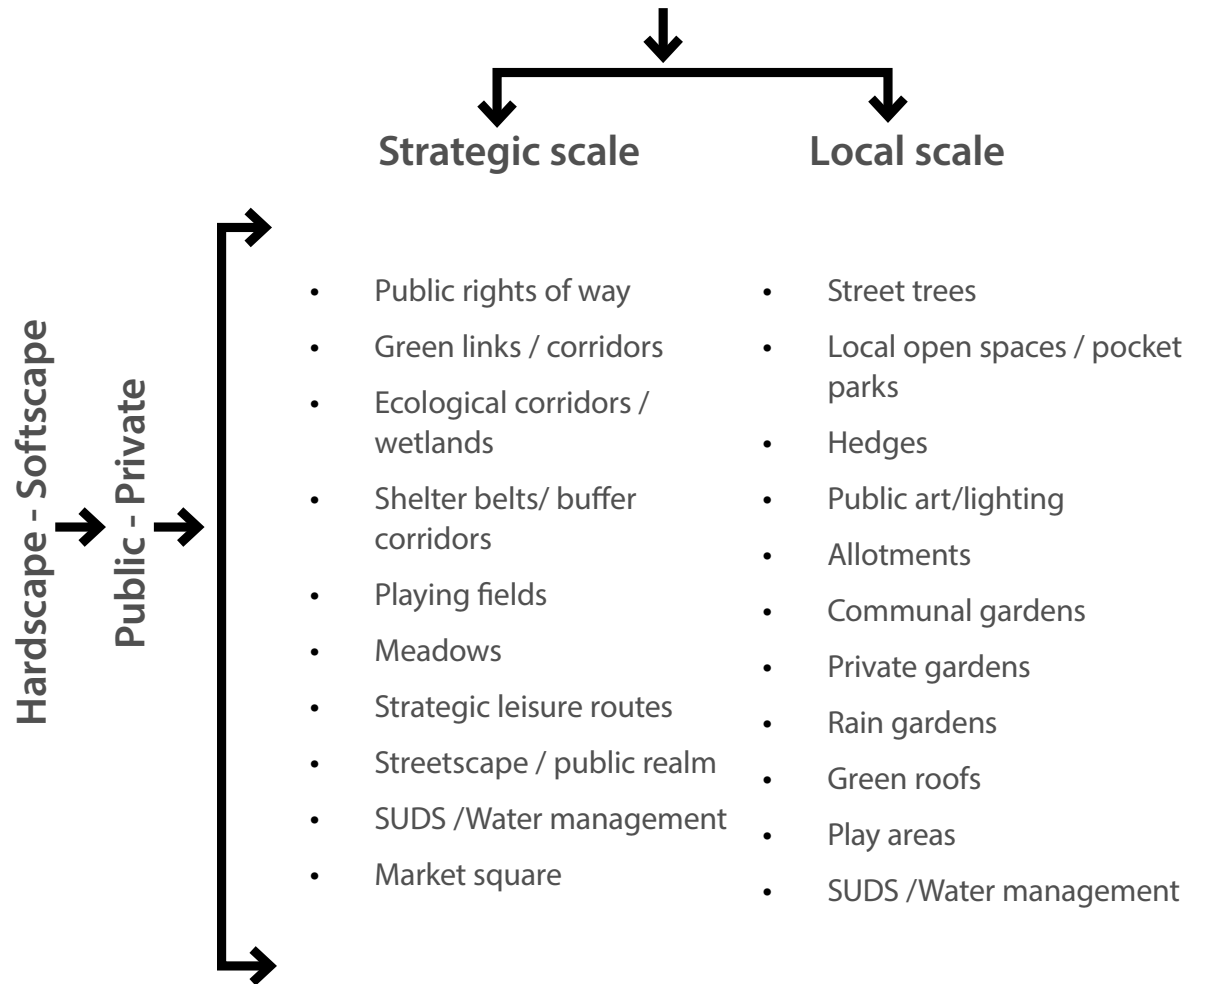 Strategic scale
Local scale
Hardscape - Softscape
Public - Private
• Public rights of way
• Green links / corridors
• Ecological corridors /
wetlands
• Shelter belts/ buffer
corridors
• Playing fields
• Meadows
• Strategic leisure routes
• Streetscape / public realm
• SUDS /Water management
• Market square
• Street trees
• Local open spaces / pocket
parks
• Hedges
• Public art/lighting
• Allotments
• Communal gardens
• Private gardens
• Rain gardens
• Green roofs
• Play areas
• SUDS /Water management